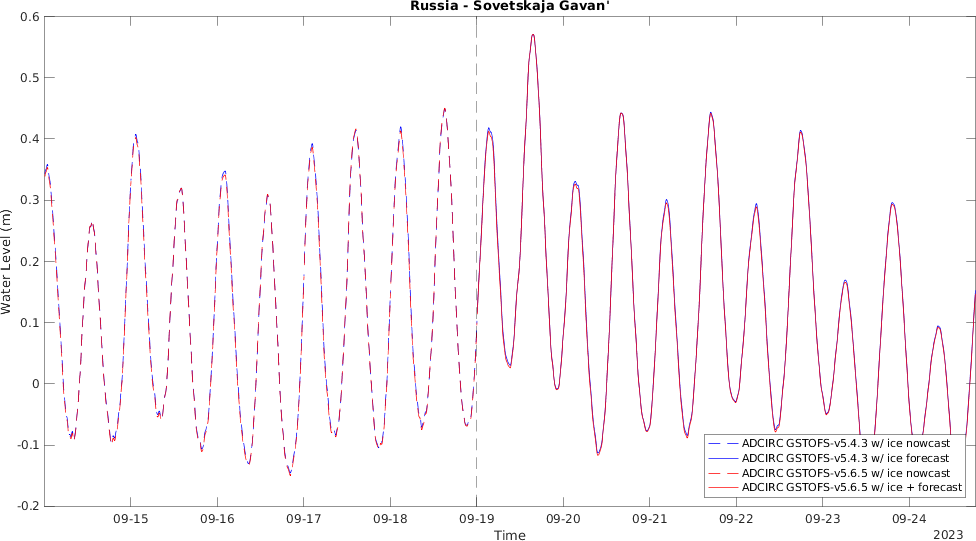 Russia - Sovetskaja Gavan'
0.6
0.5
0.4
0.3
0.2
0.1
0
-0.1
-0.2
Water Level (m)
ADCIRC GSTOFS-v5.4.3 w/ ice nowcast
ADCIRC GSTOFS-v5.4.3 w/ ice forecast
ADCIRC GSTOFS-v5.6.5 w/ ice nowcast
ADCIRC GSTOFS-v5.6.5 w/ ice + forecast
09-15 09-16 09-17 09-18 09-19 09-20 09-21 09-22 09-23 09-24
Time
2023